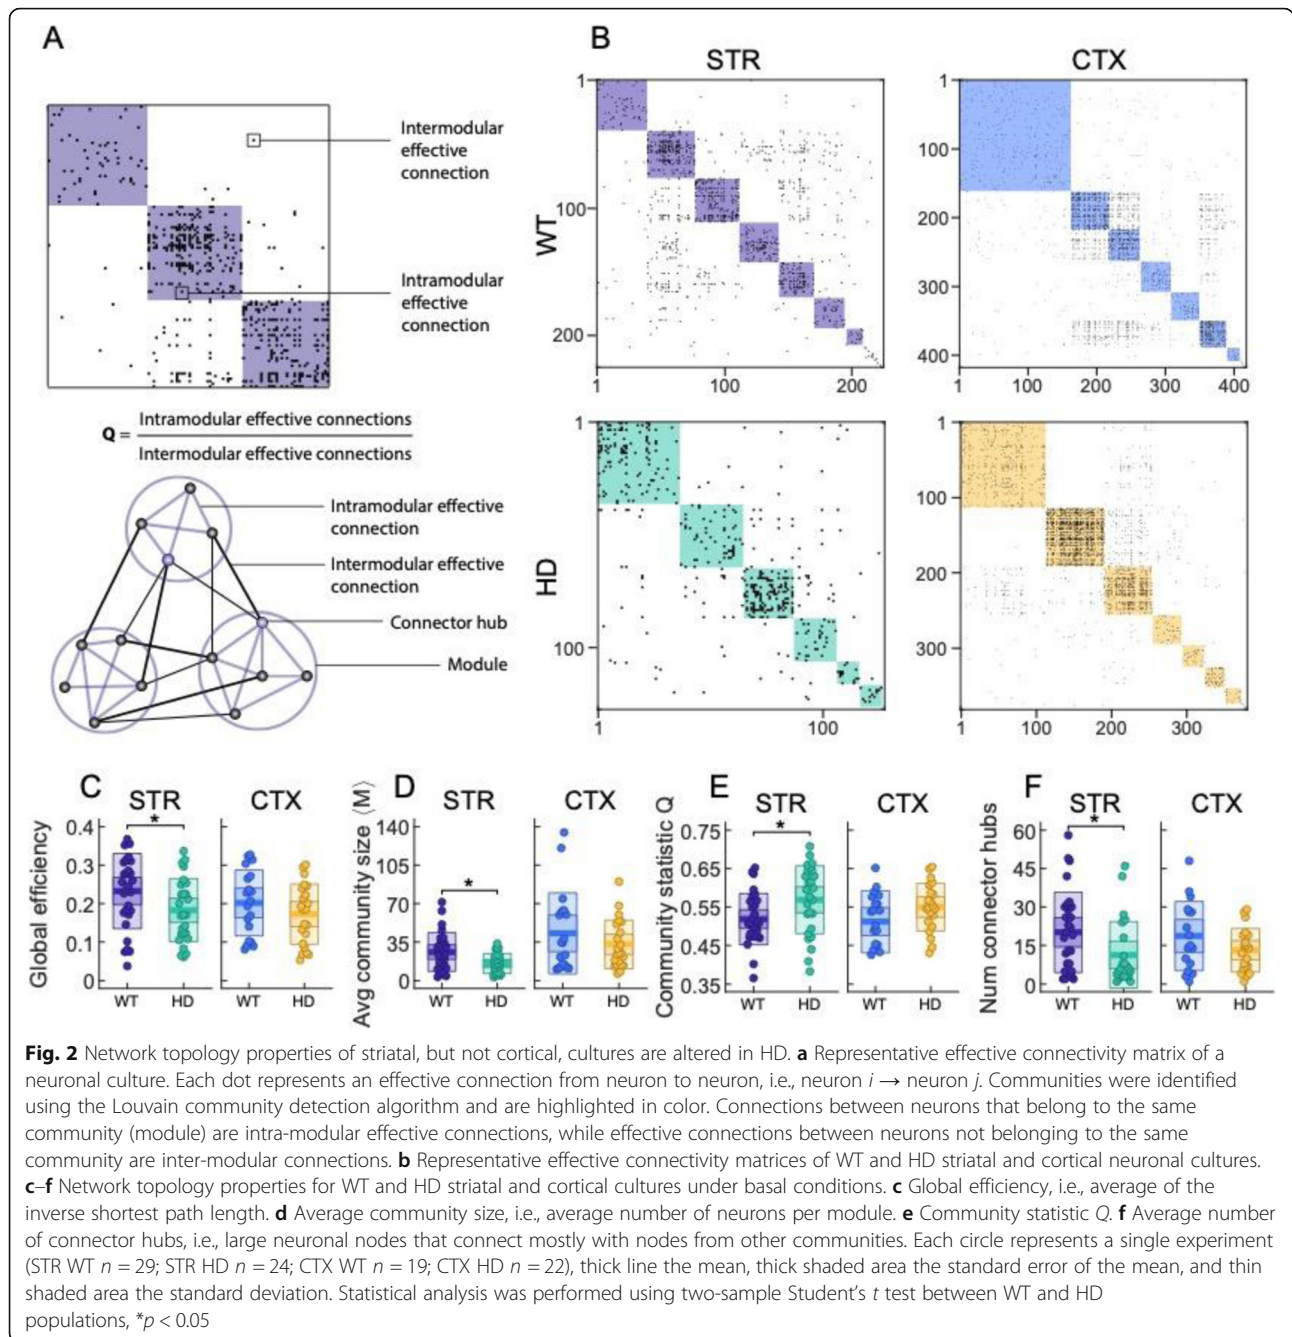 A
Intermodular
effective
connection
Intramodular
effective
connection
Q = Intramodular effective connections
Intermodular effective connections
Intramodular effective
connection
Intermodular effective
connection
Connector hub
Module
B
STR
CTX
WT
1
100
200
1
100
200
1
100
200
300
400
1
100
200
300
400
HD
1
100
1
100
1
100
200
300
1
100
200
300
C
STR
CTX
Global efficiency
0.4
0.3
0.2
0.1
0
*
WT
HD
WT
HD
D
STR
CTX
Avg community size ⟨M⟩
140
105
70
35
0
*
WT
HD
WT
HD
E
STR
CTX
Community statistic Q
0.75
0.65
0.55
0.45
0.35
*
WT
HD
WT
HD
F
STR
CTX
Num connector hubs
60
45
30
15
0
*
WT
HD
WT
HD
Fig. 2 Network topology properties of striatal, but not cortical, cultures are altered in HD. a Representative effective connectivity matrix of a
neuronal culture. Each dot represents an effective connection from neuron to neuron, i.e., neuron i → neuron j. Communities were identified
using the Louvain community detection algorithm and are highlighted in color. Connections between neurons that belong to the same
community (module) are intra-modular effective connections, while effective connections between neurons not belonging to the same
community are inter-modular connections. b Representative effective connectivity matrices of WT and HD striatal and cortical neuronal cultures.
c–f Network topology properties for WT and HD striatal and cortical cultures under basal conditions. c Global efficiency, i.e., average of the
inverse shortest path length. d Average community size, i.e., average number of neurons per module. e Community statistic Q. f Average number
of connector hubs, i.e., large neuronal nodes that connect mostly with nodes from other communities. Each circle represents a single experiment
(STR WT n = 29; STR HD n = 24; CTX WT n = 19; CTX HD n = 22), thick line the mean, thick shaded area the standard error of the mean, and thin
shaded area the standard deviation. Statistical analysis was performed using two-sample Student's t test between WT and HD
populations, *p < 0.05